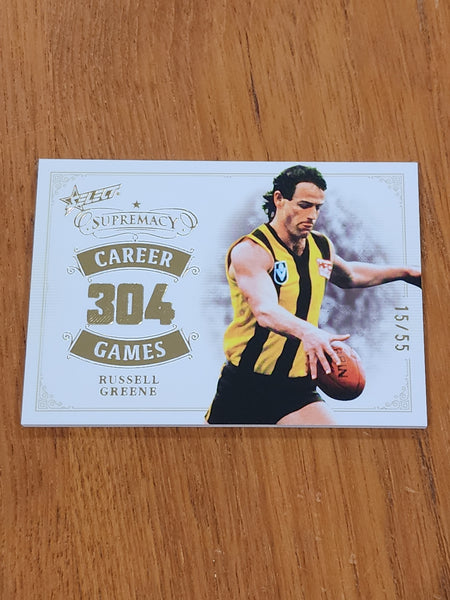 SELECT
SUPREMACY
CAREER
304
GAMES
RUSSELL
GREENE
15/55